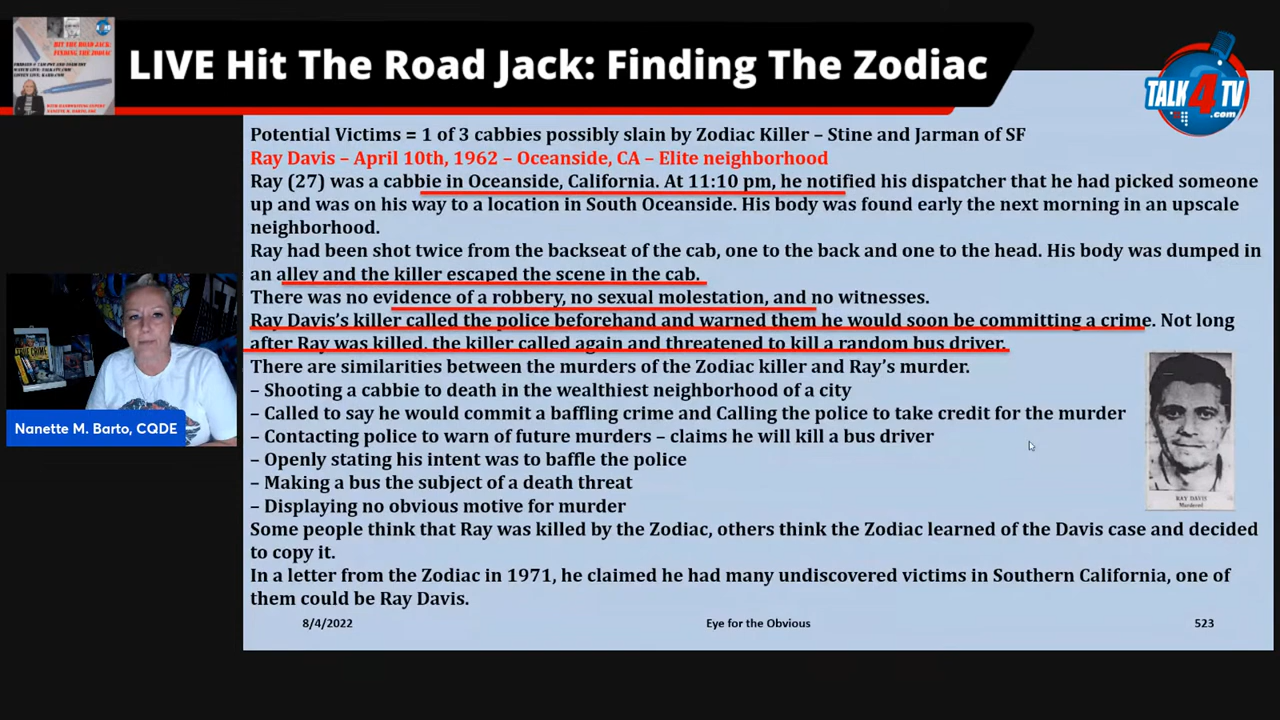 LIVE Hit The Road Jack: Finding The Zodiac
HIT THE ROAD JACK:
FINDING THE ZODIAC
TALK
4
TV
.com
Potential Victims = 1 of 3 cabbies possibly slain by Zodiac Killer – Stine and Jarman of SF
Ray Davis – April 10th, 1962 – Oceanside, CA – Elite neighborhood
Ray (27) was a cabbie in Oceanside, California. At 11:10 pm, he notified his dispatcher that he had picked someone
up and was on his way to a location in South Oceanside. His body was found early the next morning in an upscale
neighborhood.
Ray had been shot twice from the backseat of the cab, one to the back and one to the head. His body was dumped in
an alley and the killer escaped the scene in the cab.
There was no evidence of a robbery, no sexual molestation, and no witnesses.
Ray Davis's killer called the police beforehand and warned them he would soon be committing a crime. Not long
after Ray was killed, the killer called again and threatened to kill a random bus driver.
There are similarities between the murders of the Zodiac killer and Ray's murder.
– Shooting a cabbie to death in the wealthiest neighborhood of a city
– Called to say he would commit a baffling crime and Calling the police to take credit for the murder
– Contacting police to warn of future murders – claims he will kill a bus driver
– Openly stating his intent was to baffle the police
– Making a bus the subject of a death threat
– Displaying no obvious motive for murder
Some people think that Ray was killed by the Zodiac, others think the Zodiac learned of the Davis case and decided
to copy it.
In a letter from the Zodiac in 1971, he claimed he had many undiscovered victims in Southern California, one of
them could be Ray Davis.
RAY DAVIS
Murdered
8/4/2022
Eye for the Obvious
523
Nanette M. Barto, CQDE